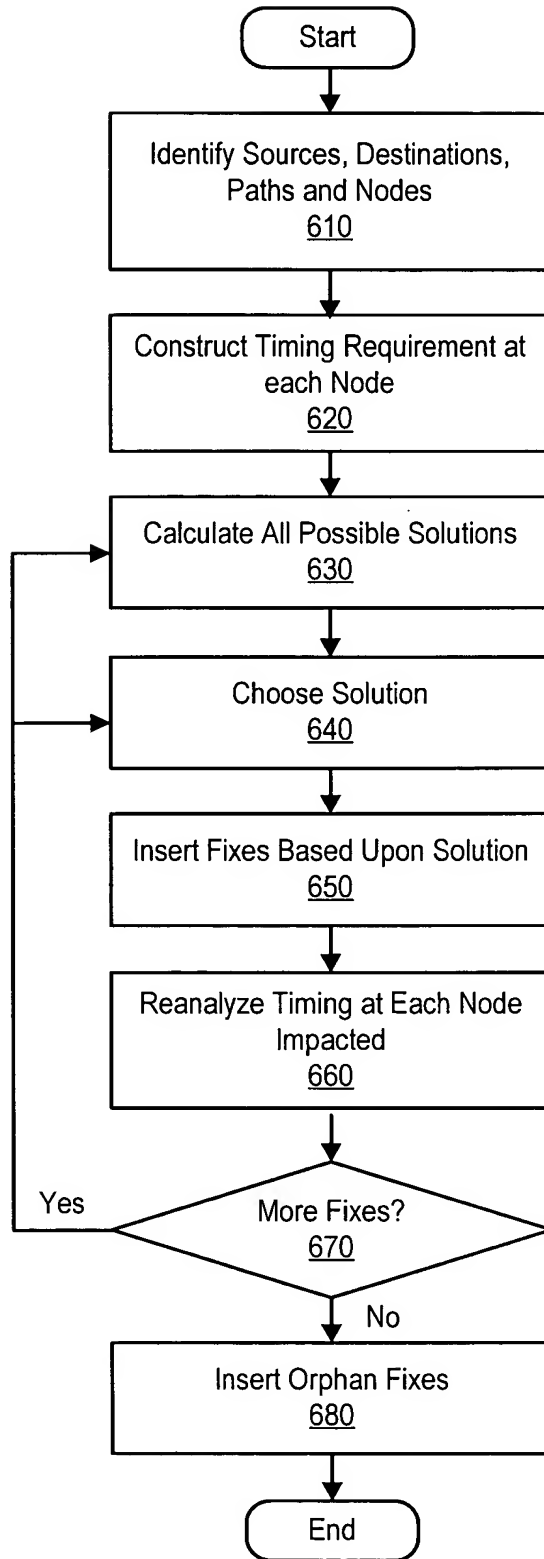 Start
Identify Sources, Destinations,
Paths and Nodes
610
Construct Timing Requirement at
each Node
620
Calculate All Possible Solutions
630
Choose Solution
640
Insert Fixes Based Upon Solution
650
Reanalyze Timing at Each Node
Impacted
660
Yes
More Fixes?
670
No
Insert Orphan Fixes
680
End